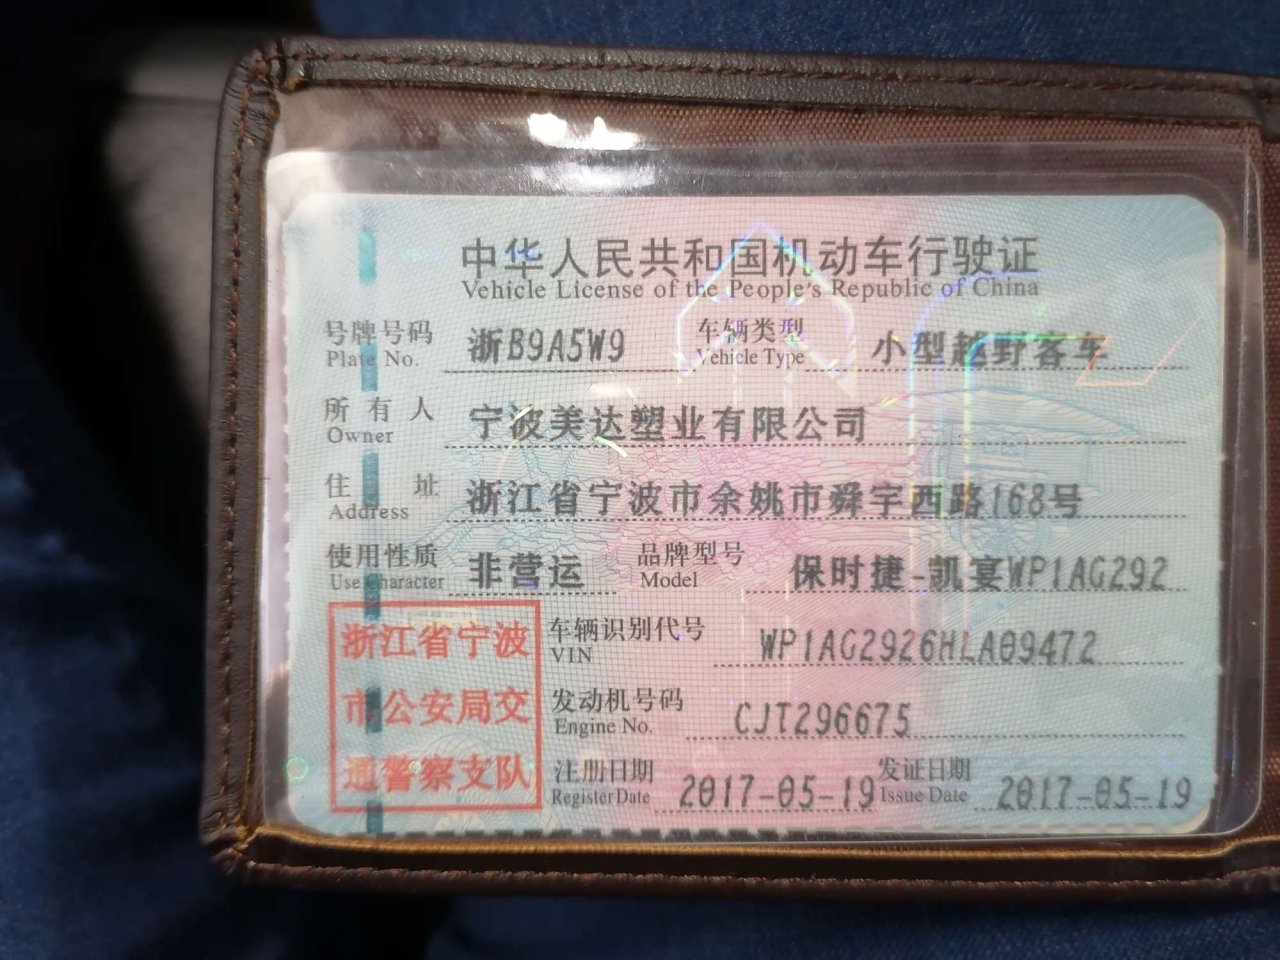 中华人民共和国机动车行驶证
Vehicle License of the People's Republic of China
号牌号码 浙B9A5W9 车辆类型 小型越野客车
Plate No. Vehicle Type
所有人 宁波美达塑业有限公司
Owner
住址 浙江省宁波市余姚市舜宇西路168号
Address
使用性质 非营运 品牌型号 保时捷-凯宴WP1AG292
Use Character Model
浙江省宁波 车辆识别代号 WP1AG2926HLA09472
VIN
市公安局交 发动机号码 CJT296675
Engine No.
通警察支队 注册日期 2017-05-19 发证日期 2017-05-19
Register Date Issue Date